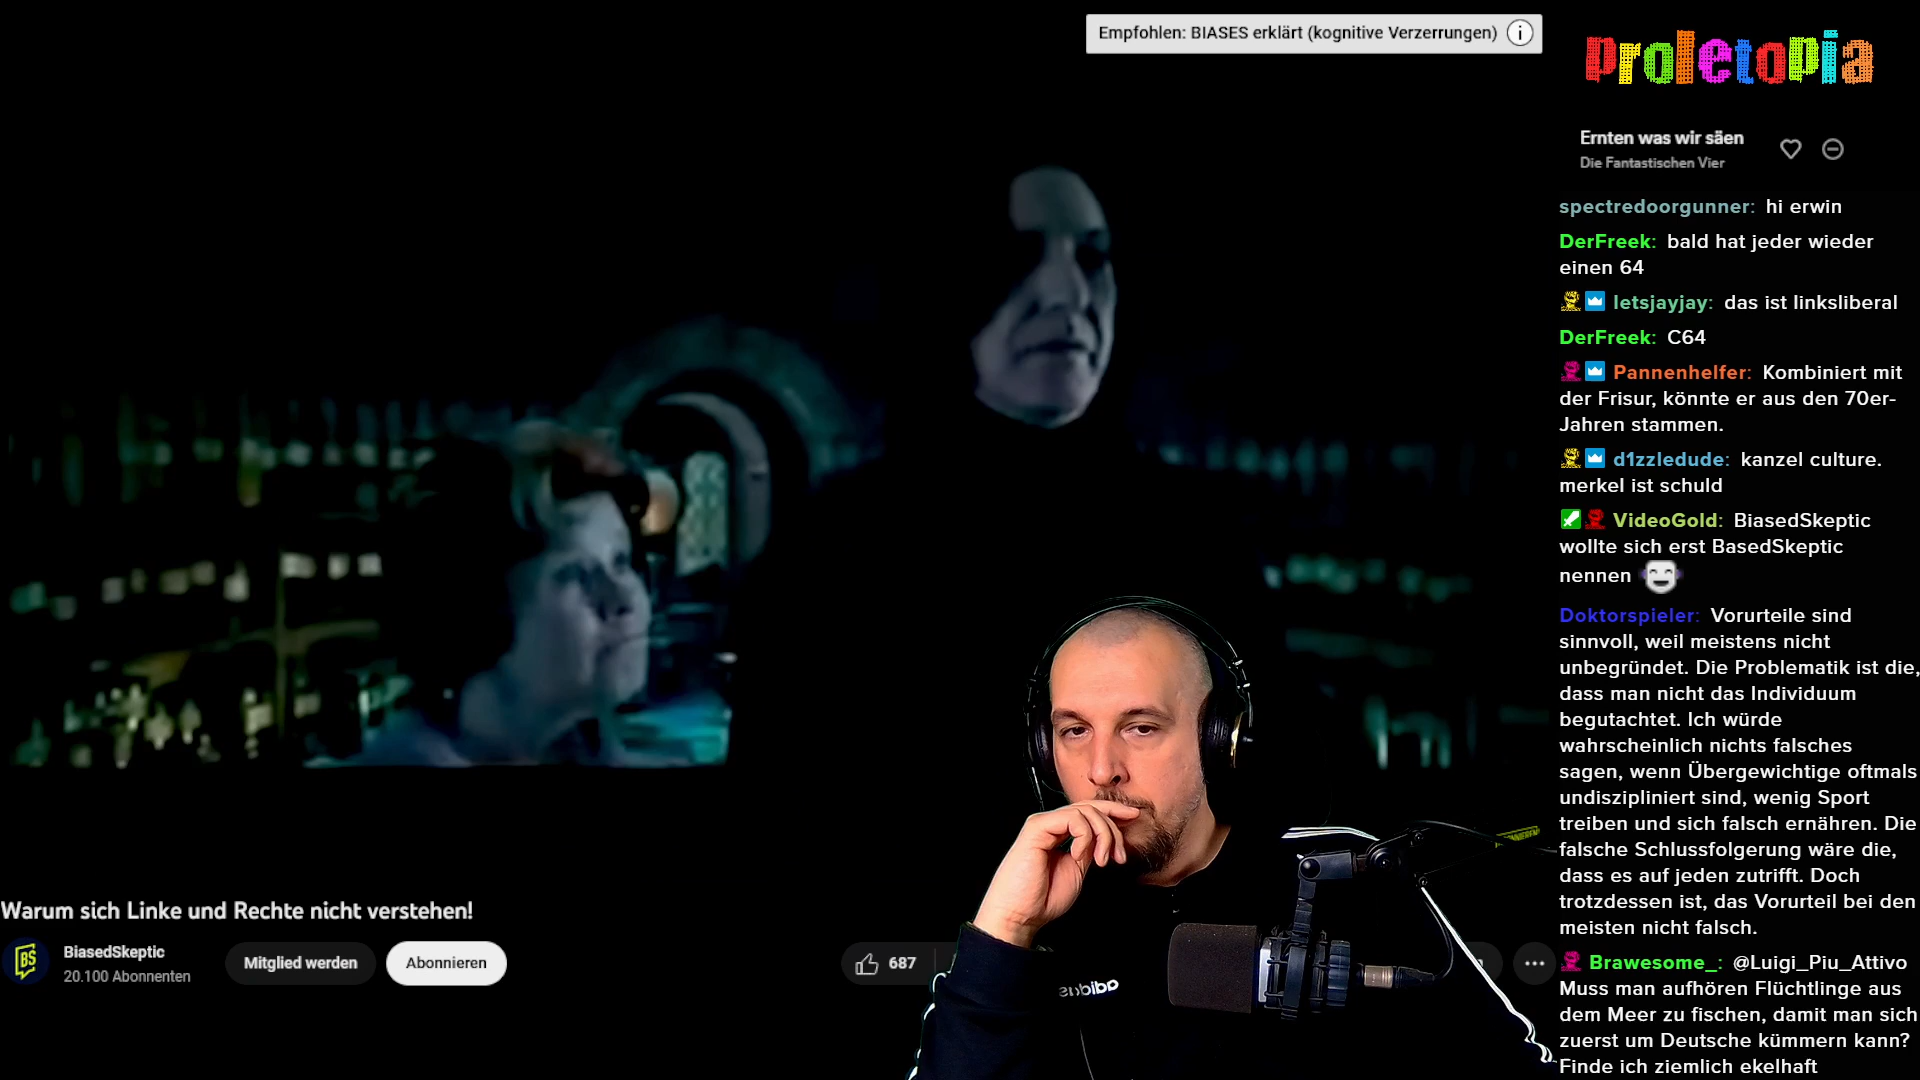 Empfohlen: BIASES erklärt (kognitive Verzerrungen)
Proletopia
Ernten was wir säen
Die Fantastischen Vier
spectredoorgunner: hi erwin
DerFreek: bald hat jeder wieder
einen 64
letsjayjay: das ist linksliberal
DerFreek: C64
Pannenhelfer: Kombiniert mit
der Frisur, könnte er aus den 70er-
Jahren stammen.
d1zzledude: kanzel culture.
merkel ist schuld
VideoGold: BiasedSkeptic
wollte sich erst BasedSkeptic
nennen
Doktorspieler: Vorurteile sind
sinnvoll, weil meistens nicht
unbegründet. Die Problematik ist die,
dass man nicht das Individuum
begutachtet. Ich würde
wahrscheinlich nichts falsches
sagen, wenn Übergewichtige oftmals
undiszipliniert sind, wenig Sport
treiben und sich falsch ernähren. Die
falsche Schlussfolgerung wäre die,
dass es auf jeden zutrifft. Doch
trotzdessen ist, das Vorurteil bei den
meisten nicht falsch.
Brawesome_: @Luigi_Piu_Attivo
Muss man aufhören Flüchtlinge aus
dem Meer zu fischen, damit man sich
zuerst um Deutsche kümmern kann?
Finde ich ziemlich ekelhaft
Warum sich Linke und Rechte nicht verstehen!
BS
BiasedSkeptic
20.100 Abonnenten
Mitglied werden
Abonnieren
687
adidas